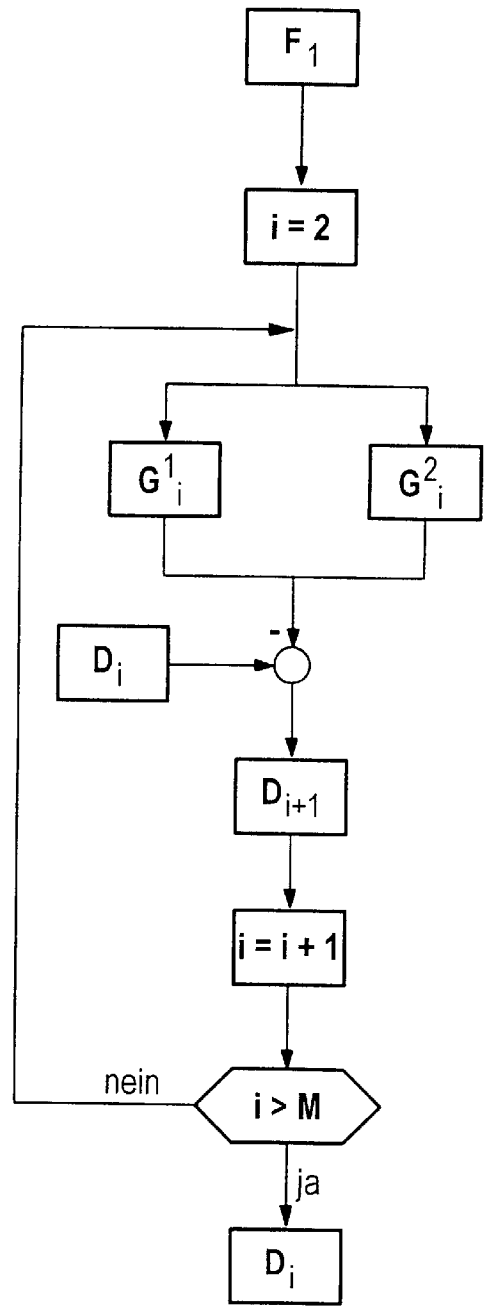 F₁
i = 2
G¹ᵢ
G²ᵢ
-
Dᵢ
Dᵢ₊₁
i = i + 1
nein
i > M
ja
Dᵢ